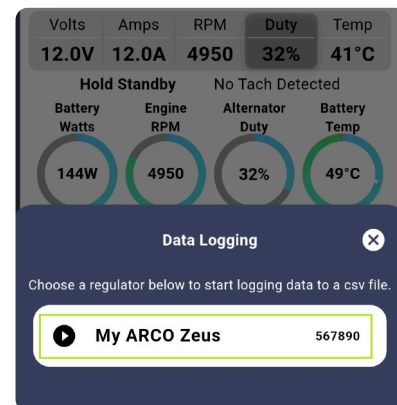 Volts Amps RPM Duty Temp
12.0V 12.0A 4950 32% 41°C
Hold Standby No Tach Detected
Battery Watts Engine RPM Alternator Duty Battery Temp
144W 4950 32% 49°C
Data Logging
Choose a regulator below to start logging data to a csv file.
My ARCO Zeus 567890